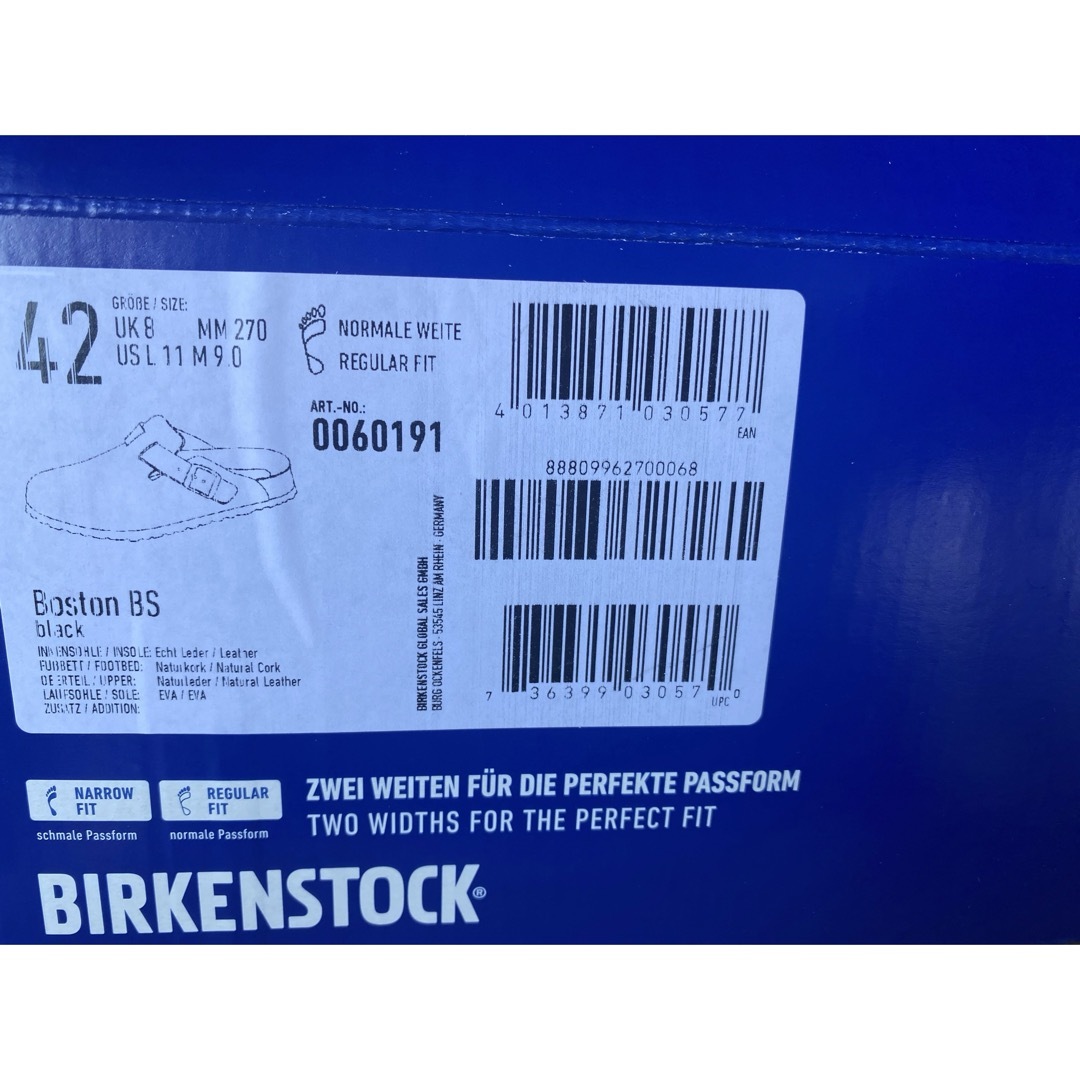 42
GRÖßE / SIZE:
UK 8 MM 270
US L 11 M 9.0
NORMALE WEITE
REGULAR FIT
ART.-NO.:
0060191
4 013871 030577
EAN
88809962700068
7 36399 03057 0
UPC
BIRKENSTOCK GLOBAL SALES GMBH
BURG OCKENFELS · 53545 LINZ AM RHEIN · GERMANY
Boston BS
black
INNENSOHLE / INSOLE: Echt Leder / Leather
FUßBETT / FOOTBED: Naturkork / Natural Cork
OBERTEIL / UPPER: Naturleder / Natural Leather
LAUFSOHLE / SOLE: EVA / EVA
ZUSATZ / ADDITION:
NARROW FIT
schmale Passform
REGULAR FIT
normale Passform
ZWEI WEITEN FÜR DIE PERFEKTE PASSFORM
TWO WIDTHS FOR THE PERFECT FIT
BIRKENSTOCK®